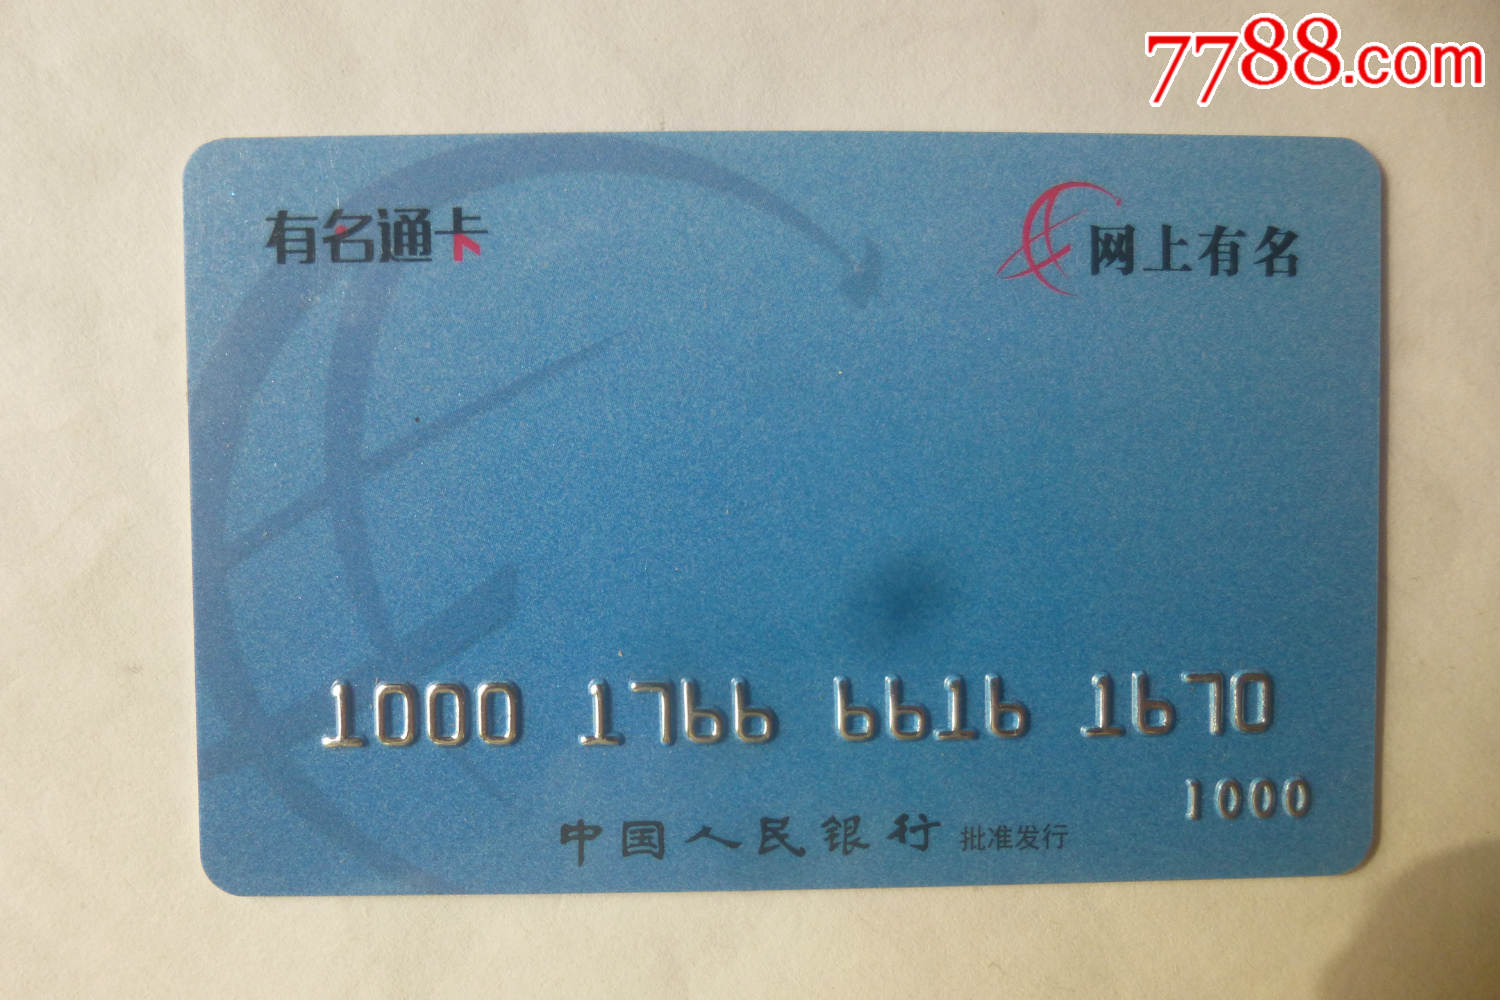 7788.com
有名通卡
网上有名
1000 1766 6616 1670
1000
中国人民银行 批准发行